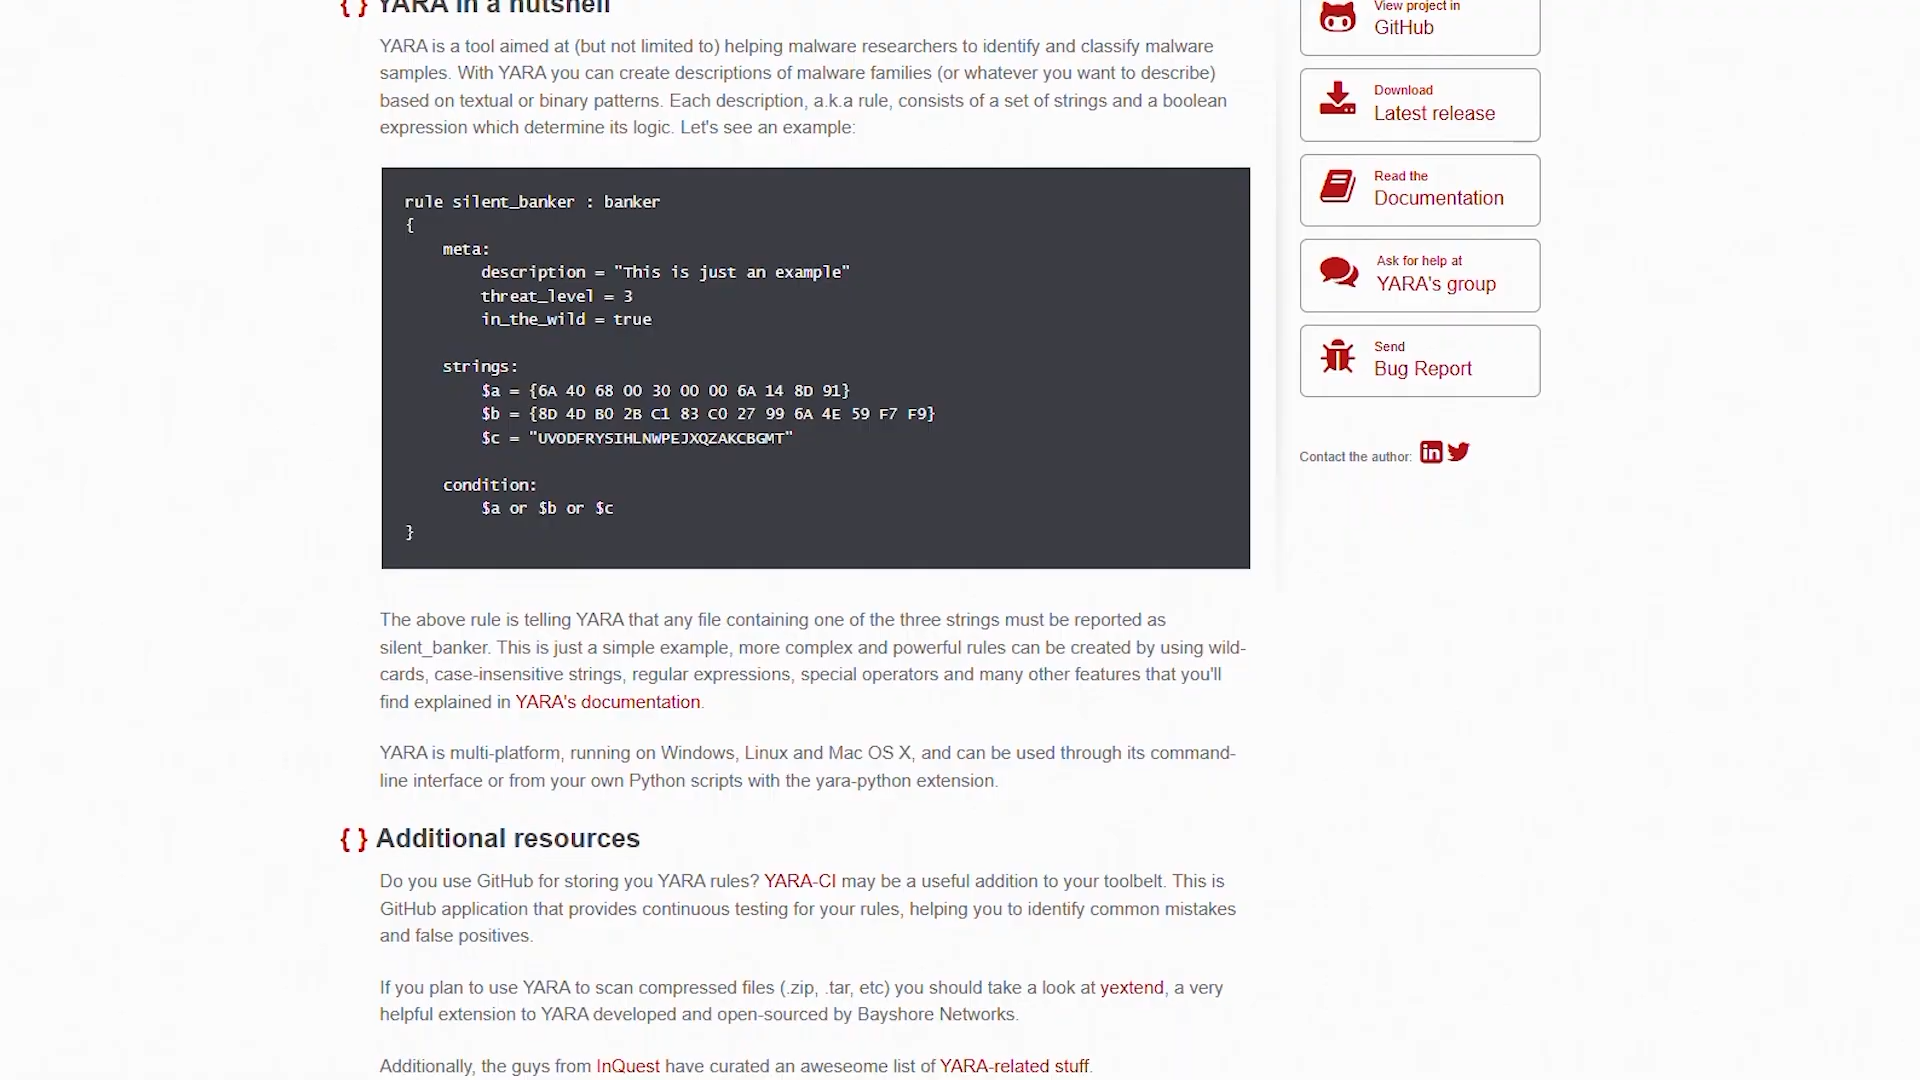 { } YARA in a nutshell
YARA is a tool aimed at (but not limited to) helping malware researchers to identify and classify malware
samples. With YARA you can create descriptions of malware families (or whatever you want to describe)
based on textual or binary patterns. Each description, a.k.a rule, consists of a set of strings and a boolean
expression which determine its logic. Let's see an example:
rule silent_banker : banker
{
meta:
description = "This is just an example"
threat_level = 3
in_the_wild = true
strings:
$a = {6A 40 68 00 30 00 00 6A 14 8D 91}
$b = {8D 4D B0 2B C1 83 C0 27 99 6A 4E 59 F7 F9}
$c = "UVODFRYSIHLNWPEJXQZAKCBGMT"
condition:
$a or $b or $c
}
The above rule is telling YARA that any file containing one of the three strings must be reported as
silent_banker. This is just a simple example, more complex and powerful rules can be created by using wild-
cards, case-insensitive strings, regular expressions, special operators and many other features that you'll
find explained in YARA's documentation.
YARA is multi-platform, running on Windows, Linux and Mac OS X, and can be used through its command-
line interface or from your own Python scripts with the yara-python extension.
{ } Additional resources
Do you use GitHub for storing you YARA rules? YARA-CI may be a useful addition to your toolbelt. This is
GitHub application that provides continuous testing for your rules, helping you to identify common mistakes
and false positives.
If you plan to use YARA to scan compressed files (.zip, .tar, etc) you should take a look at yextend, a very
helpful extension to YARA developed and open-sourced by Bayshore Networks.
Additionally, the guys from InQuest have curated an aweseome list of YARA-related stuff.
View project in
GitHub
Download
Latest release
Read the
Documentation
Ask for help at
YARA's group
Send
Bug Report
Contact the author: in